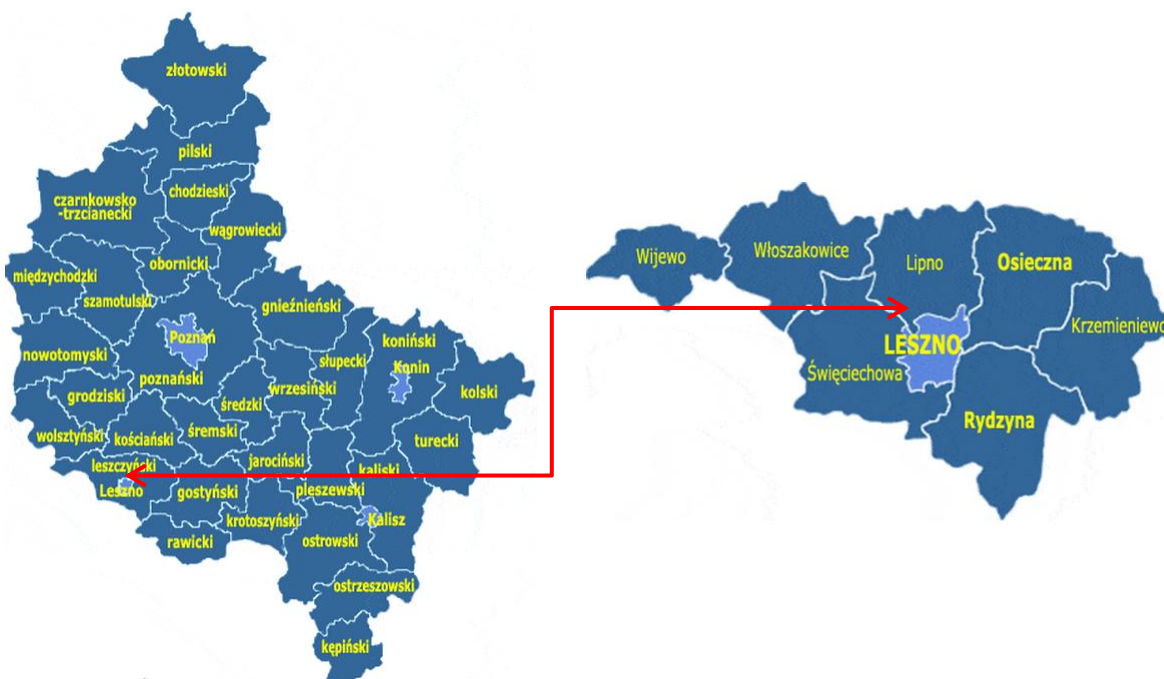 złotowski
pilski
chodzieski
czarnkowsko
-trzcianecki
wągrowiecki
obornicki
międzychodzki
szamotulski
gnieźnieński
Poznań
koniński
nowotomyski
słupecki
Konin
poznański
wrzesiński
kolski
grodziski
średzki
wolsztyński
kościański
śremski
turecki
leszczyński
jarociński
kaliski
Leszno
gostyński
pleszewski
krotoszyński
Kalisz
rawicki
ostrowski
ostrzeszowski
kępiński
Wijewo
Włoszakowice
Lipno
Osieczna
Krzemieniewo
LESZNO
Święciechowa
Rydzyna